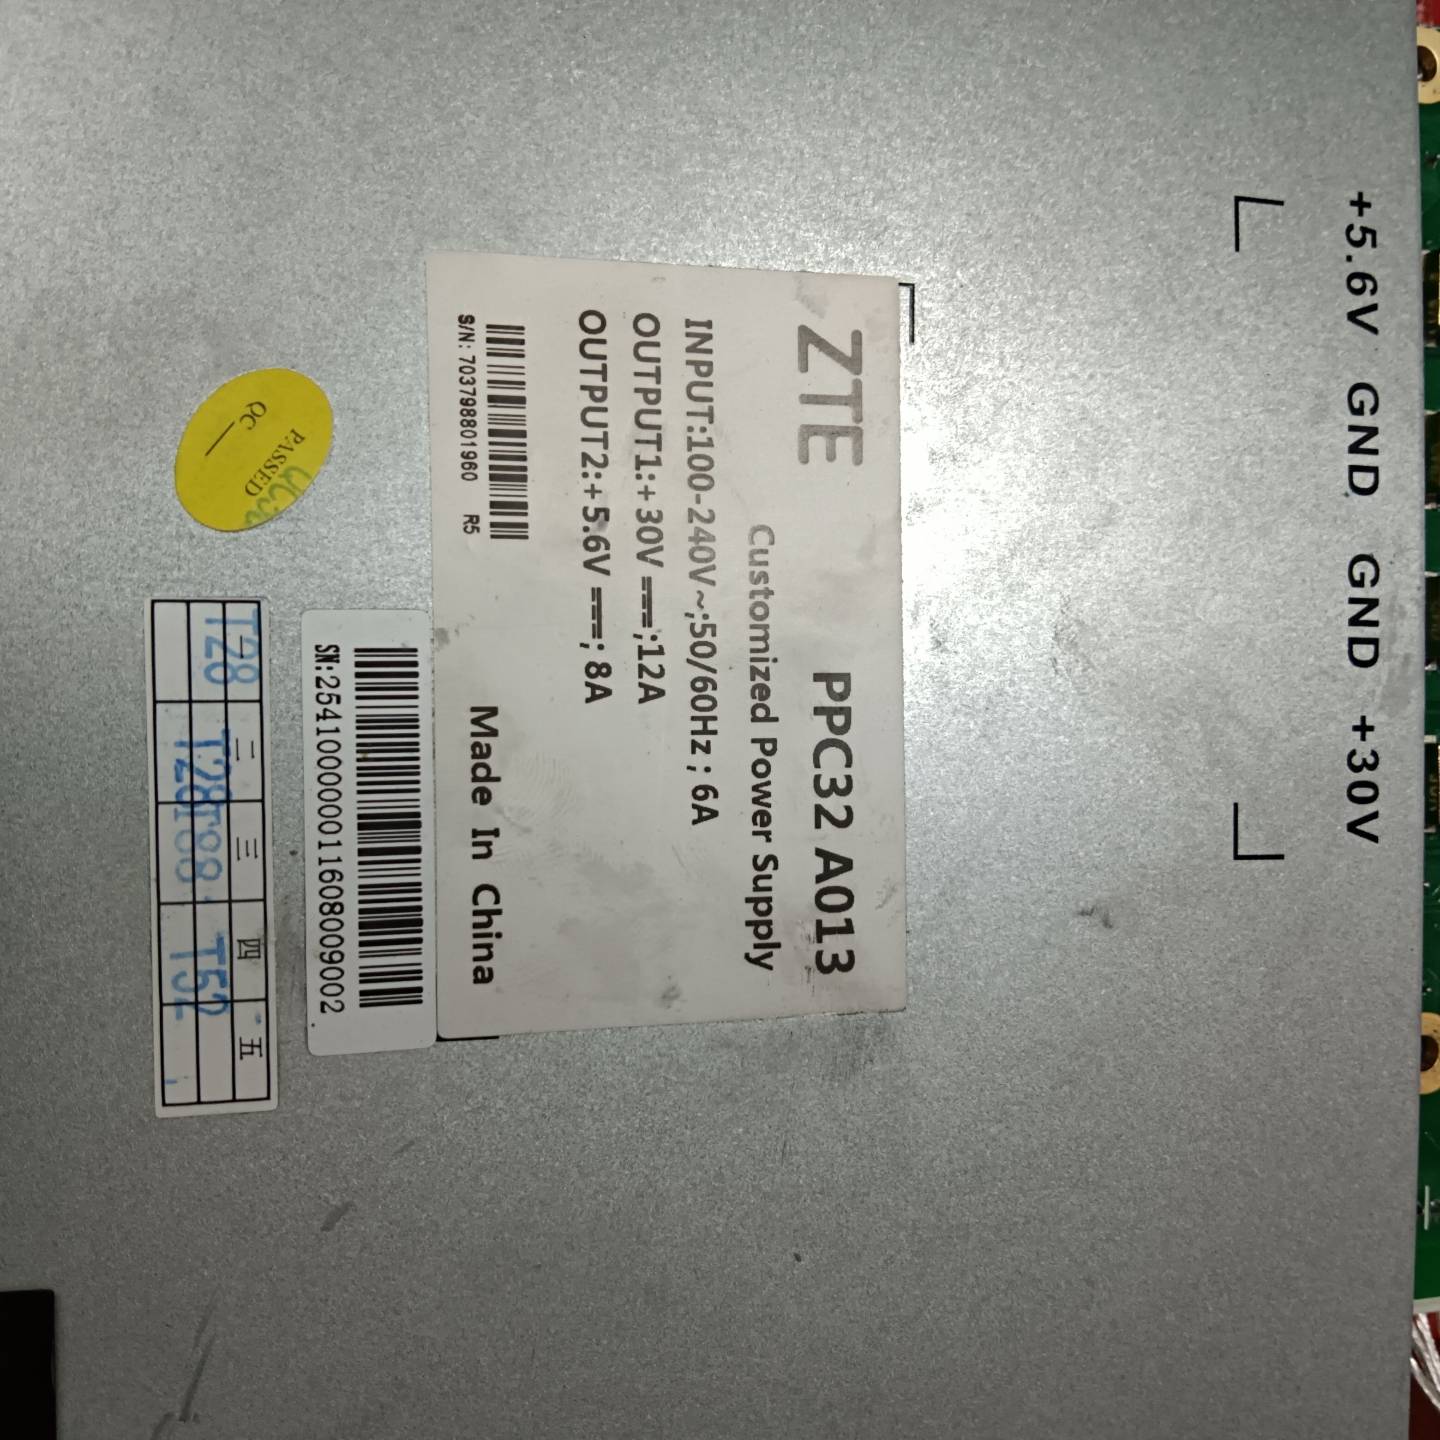 +5.6V GND GND +30V
ZTE PPC32 A013
Customized Power Supply
INPUT:100-240V~;50/60Hz ; 6A
OUTPUT1:+30V ⎓;12A
OUTPUT2:+5.6V ⎓; 8A
S/N: 703798801960 R5
Made In China
SN:254100000011608009002
QC
PASSED
一 二 三 四 五
T28 T28 T88 T52